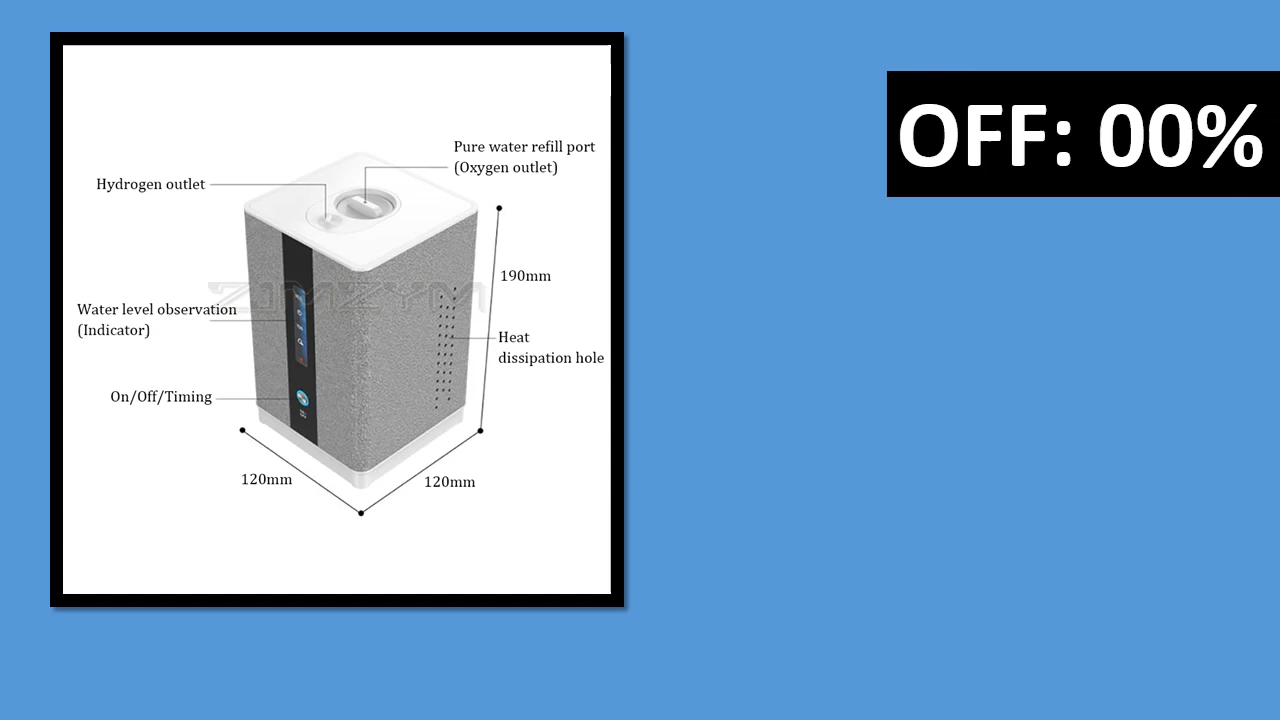 OFF: 00%
Pure water refill port
(Oxygen outlet)
Hydrogen outlet
190mm
ZIMZYM
Water level observation
(Indicator)
Heat
dissipation hole
On/Off/Timing
120mm
120mm